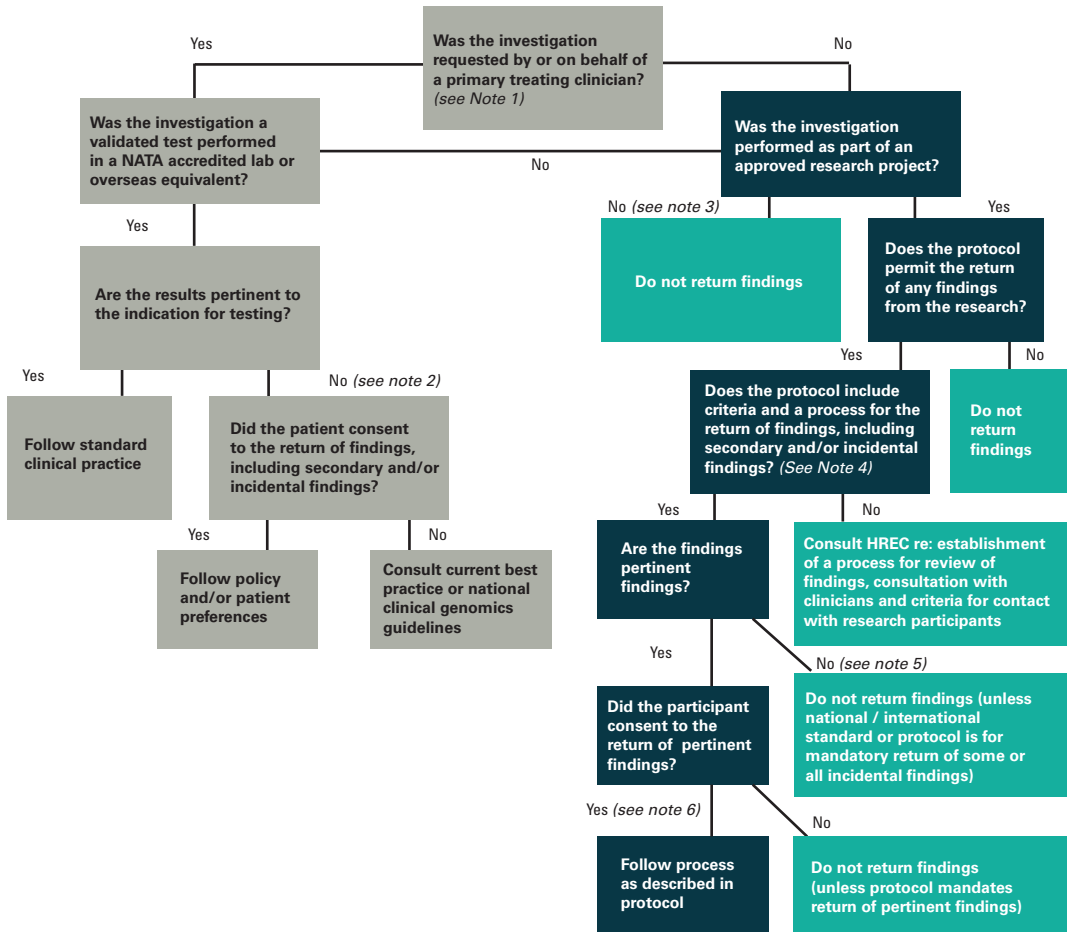 Was the investigation
requested by or on behalf of
a primary treating clinician?
(see Note 1)
Yes
No
Was the investigation a
validated test performed
in a NATA accredited lab or
overseas equivalent?
No
Was the investigation
performed as part of an
approved research project?
Yes
No (see note 3)
Yes
Are the results pertinent to
the indication for testing?
Do not return findings
Does the protocol
permit the return
of any findings
from the research?
Yes
No (see note 2)
Yes
No
Follow standard
clinical practice
Did the patient consent
to the return of findings,
including secondary and/or
incidental findings?
Does the protocol include
criteria and a process for the
return of findings, including
secondary and/or incidental
findings? (See Note 4)
Do not
return
findings
Yes
No
Yes
No
Follow policy
and/or patient
preferences
Consult current best
practice or national
clinical genomics
guidelines
Are the findings
pertinent
findings?
Consult HREC re: establishment
of a process for review of
findings, consultation with
clinicians and criteria for contact
with research participants
Yes
No (see note 5)
Did the participant
consent to the
return of pertinent
findings?
Do not return findings (unless
national / international
standard or protocol is for
mandatory return of some or
all incidental findings)
Yes (see note 6)
No
Follow process
as described in
protocol
Do not return findings
(unless protocol mandates
return of pertinent findings)